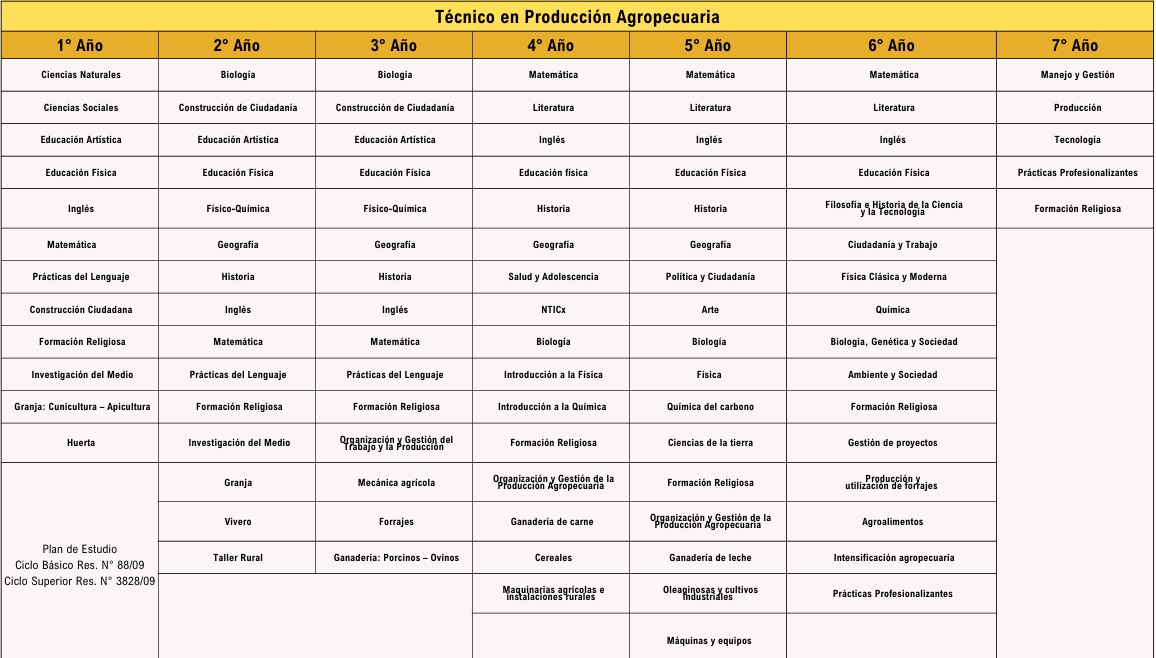 Técnico en Producción Agropecuaria
1° Año 2° Año 3° Año 4° Año 5° Año 6° Año 7° Año
Ciencias Naturales Biología Biología Matemática Matemática Matemática Manejo y Gestión
Ciencias Sociales Construcción de Ciudadanía Construcción de Ciudadanía Literatura Literatura Literatura Producción
Educación Artística Educación Artística Educación Artística Inglés Inglés Inglés Tecnología
Educación Física Educación Física Educación Física Educación física Educación Física Educación Física Prácticas Profesionalizantes
Inglés Físico-Química Físico-Química Historia Historia Filosofía e Historia de la Ciencia y la Tecnología Formación Religiosa
Matemática Geografía Geografía Geografía Geografía Ciudadanía y Trabajo
Prácticas del Lenguaje Historia Historia Salud y Adolescencia Política y Ciudadanía Física Clásica y Moderna
Construcción Ciudadana Inglés Inglés NTICx Arte Química
Formación Religiosa Matemática Matemática Biología Biología Biología, Genética y Sociedad
Investigación del Medio Prácticas del Lenguaje Prácticas del Lenguaje Introducción a la Física Física Ambiente y Sociedad
Granja: Cunicultura – Apicultura Formación Religiosa Formación Religiosa Introducción a la Química Química del carbono Formación Religiosa
Huerta Investigación del Medio Organización y Gestión del Trabajo y la Producción Formación Religiosa Ciencias de la tierra Gestión de proyectos
Granja Mecánica agrícola Organización y Gestión de la Producción Agropecuaria Formación Religiosa Producción y utilización de forrajes
Vivero Forrajes Ganadería de carne Organización y Gestión de la Producción Agropecuaria Agroalimentos
Taller Rural Ganadería: Porcinos – Ovinos Cereales Ganadería de leche Intensificación agropecuaria
Plan de Estudio
Ciclo Básico Res. N° 88/09
Ciclo Superior Res. N° 3828/09
Maquinarias agrícolas e instalaciones rurales Oleaginosas y cultivos industriales Prácticas Profesionalizantes
Máquinas y equipos